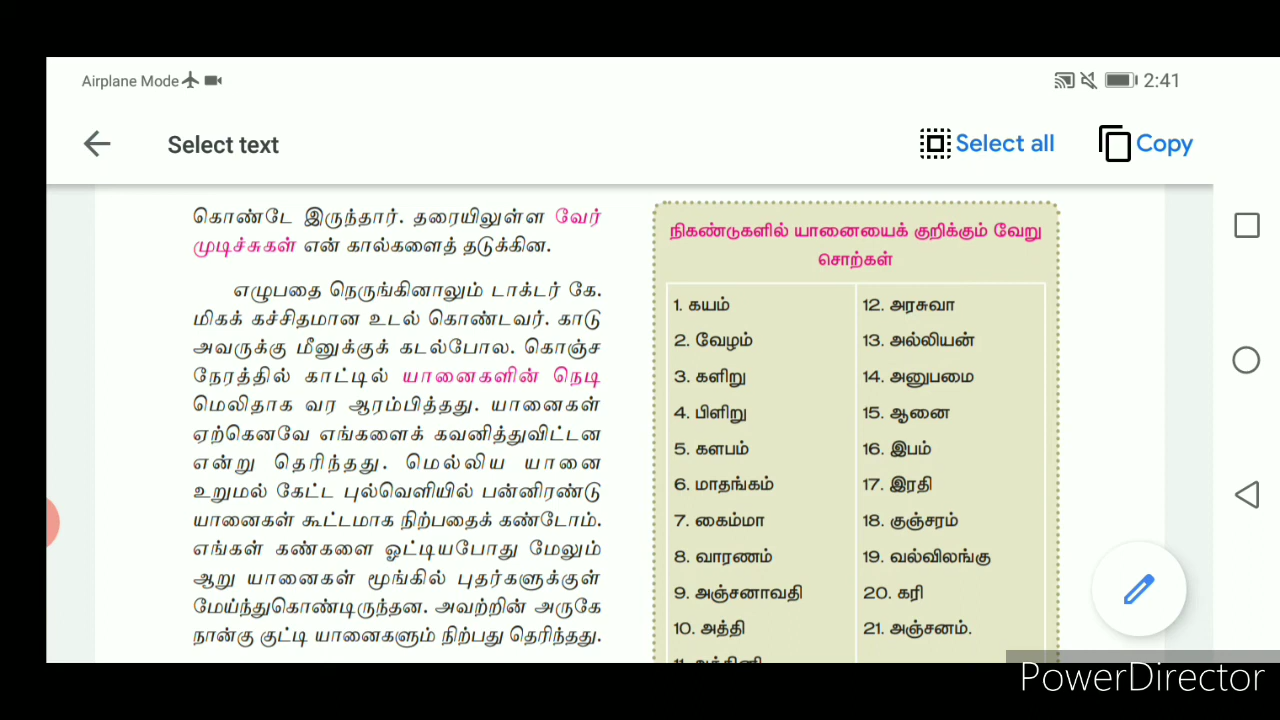 Airplane Mode
2:41
Select text
Select all
Copy
கொண்டே இருந்தார். தரையிலுள்ள வேர்
முடிச்சுகள் என் கால்களைத் தடுக்கின.
எழுபதை நெருங்கினாலும் டாக்டர் கே.
மிகக் கச்சிதமான உடல் கொண்டவர். காடு
அவருக்கு மீனுக்குக் கடல்போல. கொஞ்ச
நேரத்தில் காட்டில் யானைகளின் நெடி
மெலிதாக வர ஆரம்பித்தது. யானைகள்
ஏற்கெனவே எங்களைக் கவனித்துவிட்டன
என்று தெரிந்தது. மெல்லிய யானை
உறுமல் கேட்ட புல்வெளியில் பன்னிரண்டு
யானைகள் கூட்டமாக நிற்பதைக் கண்டோம்.
எங்கள் கண்களை ஓட்டியபோது மேலும்
ஆறு யானைகள் மூங்கில் புதர்களுக்குள்
மேய்ந்துகொண்டிருந்தன. அவற்றின் அருகே
நான்கு குட்டி யானைகளும் நிற்பது தெரிந்தது.
நிகண்டுகளில் யானையைக் குறிக்கும் வேறு
சொற்கள்
1. கயம்
2. வேழம்
3. களிறு
4. பிளிறு
5. களபம்
6. மாதங்கம்
7. கைம்மா
8. வாரணம்
9. அஞ்சனாவதி
10. அத்தி
12. அரசுவா
13. அல்லியன்
14. அனுபமை
15. ஆனை
16. இபம்
17. இரதி
18. குஞ்சரம்
19. வல்விலங்கு
20. கரி
21. அஞ்சனம்.
PowerDirector